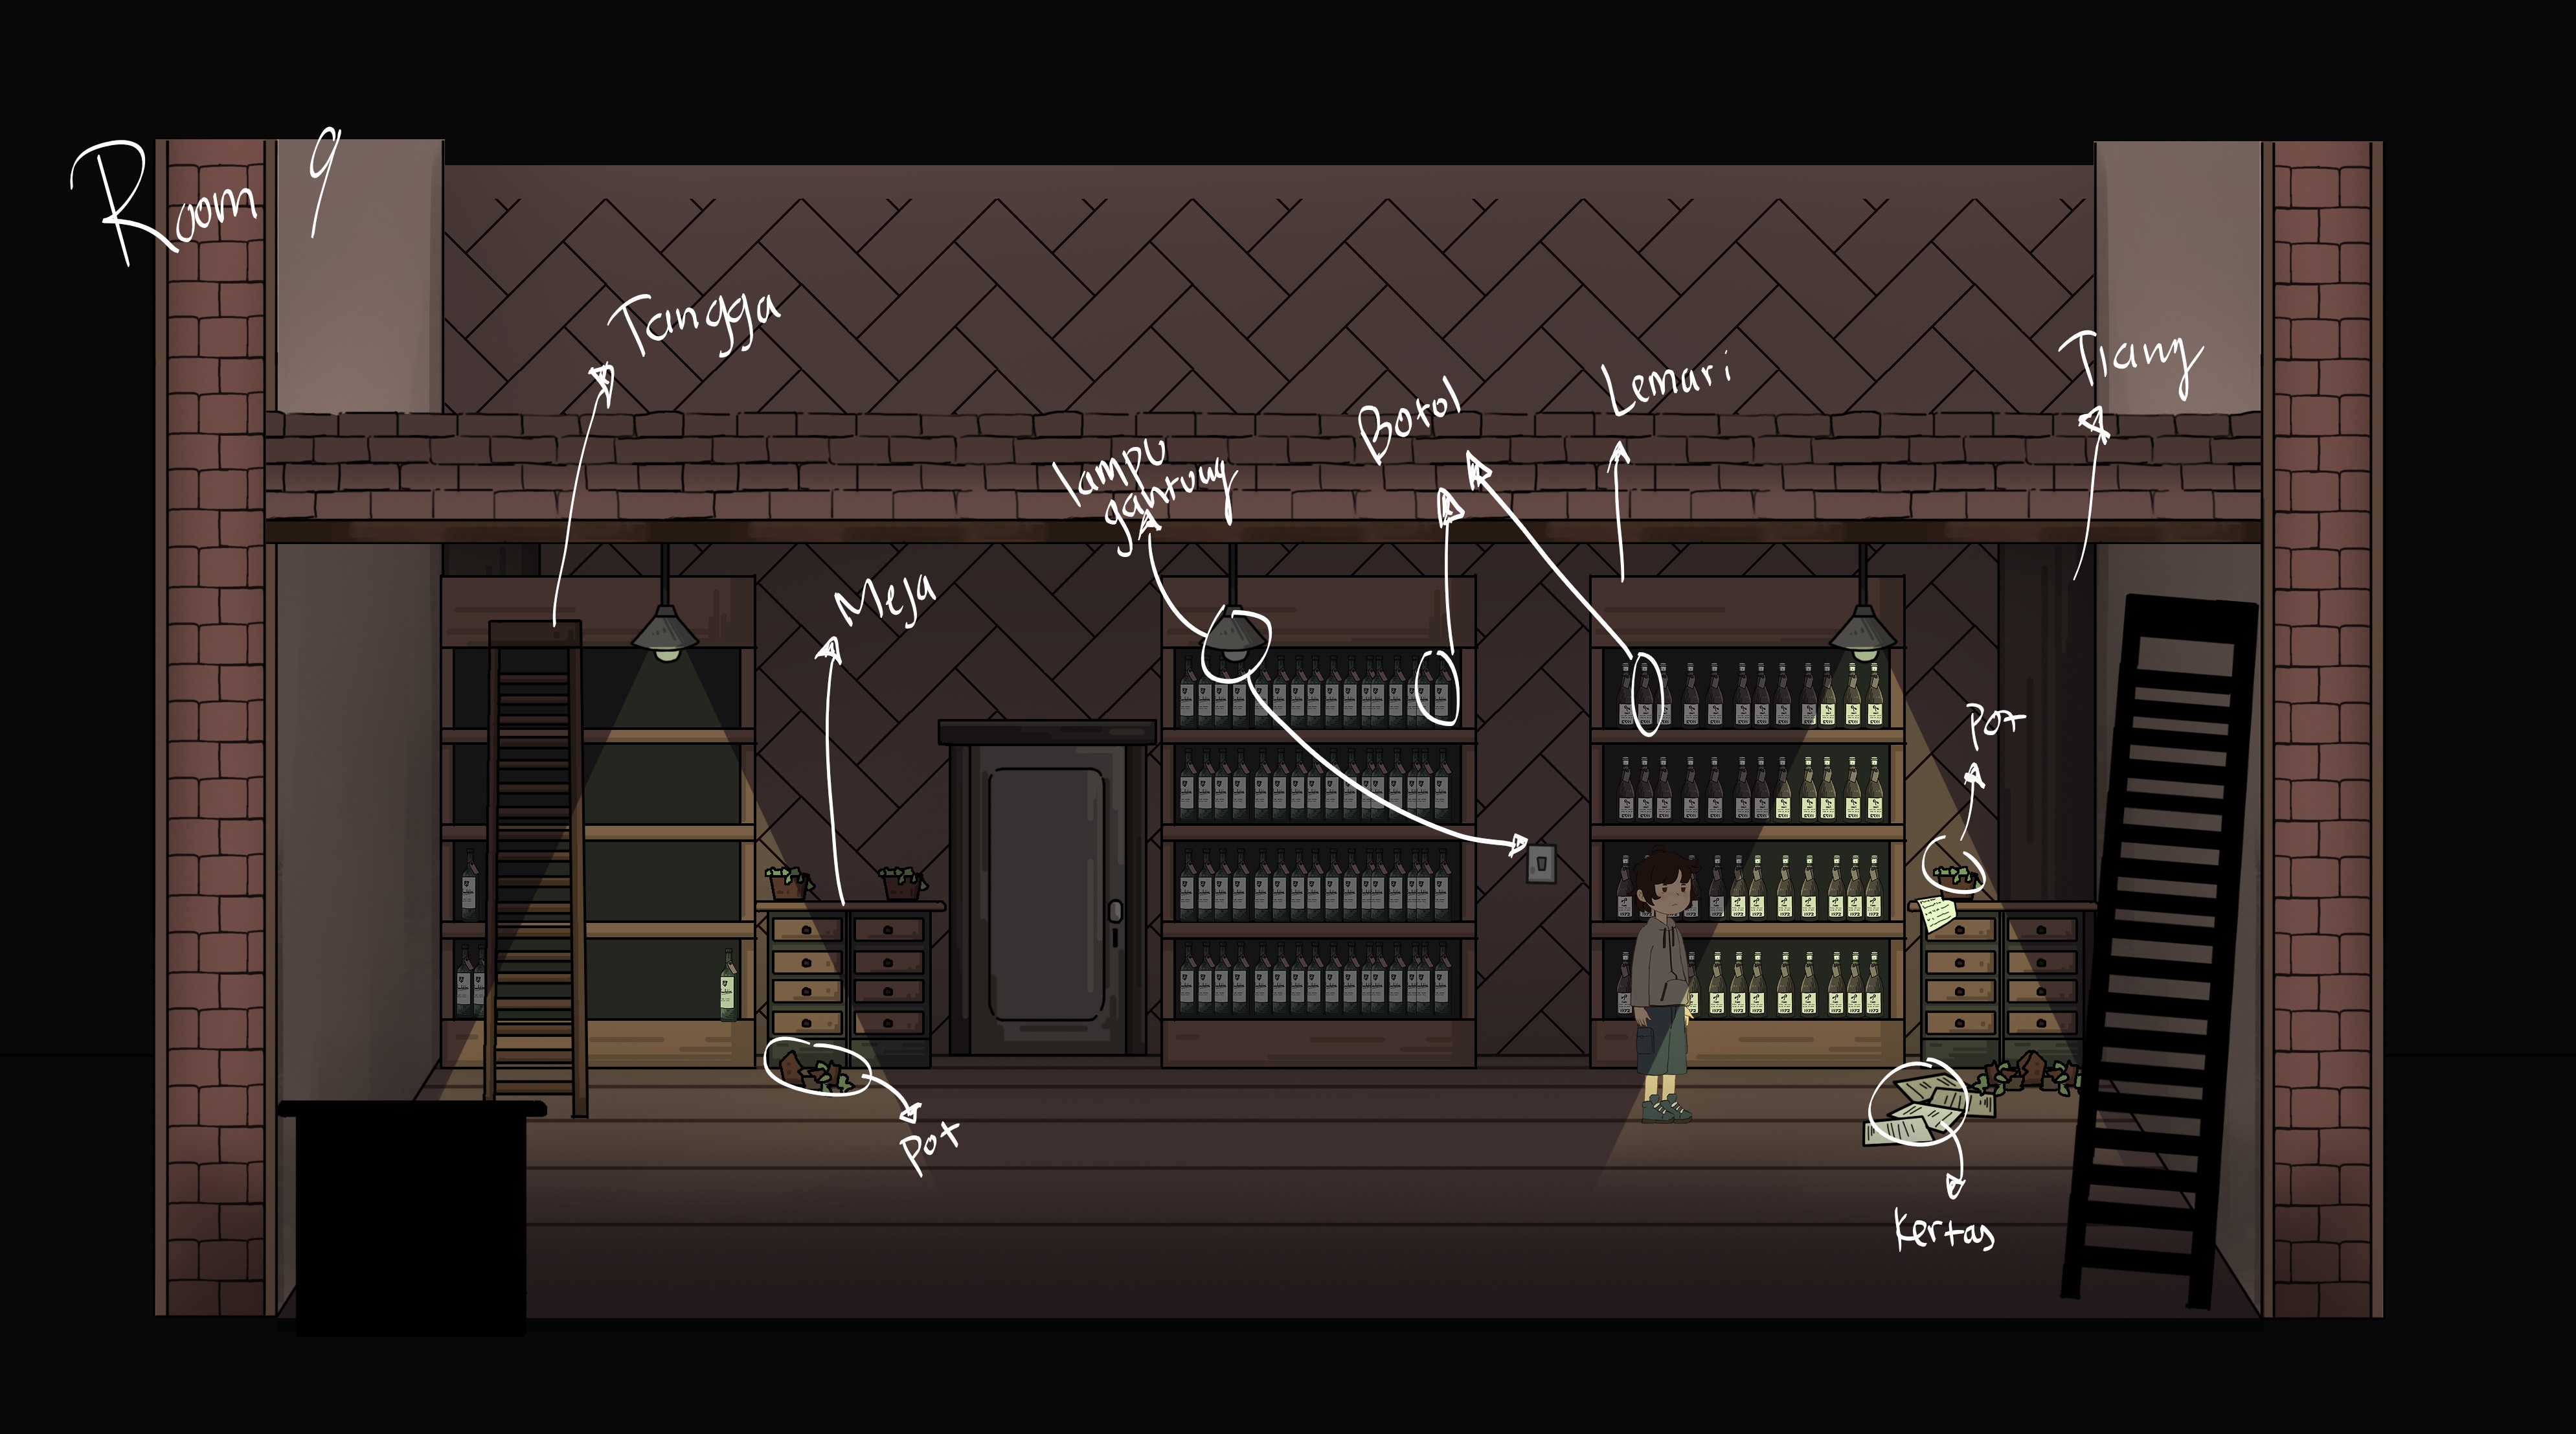 Room 9
Tangga
Tiang
Lemari
Botol
lampu
gantung
Meja
Pot
Pot
Kertas